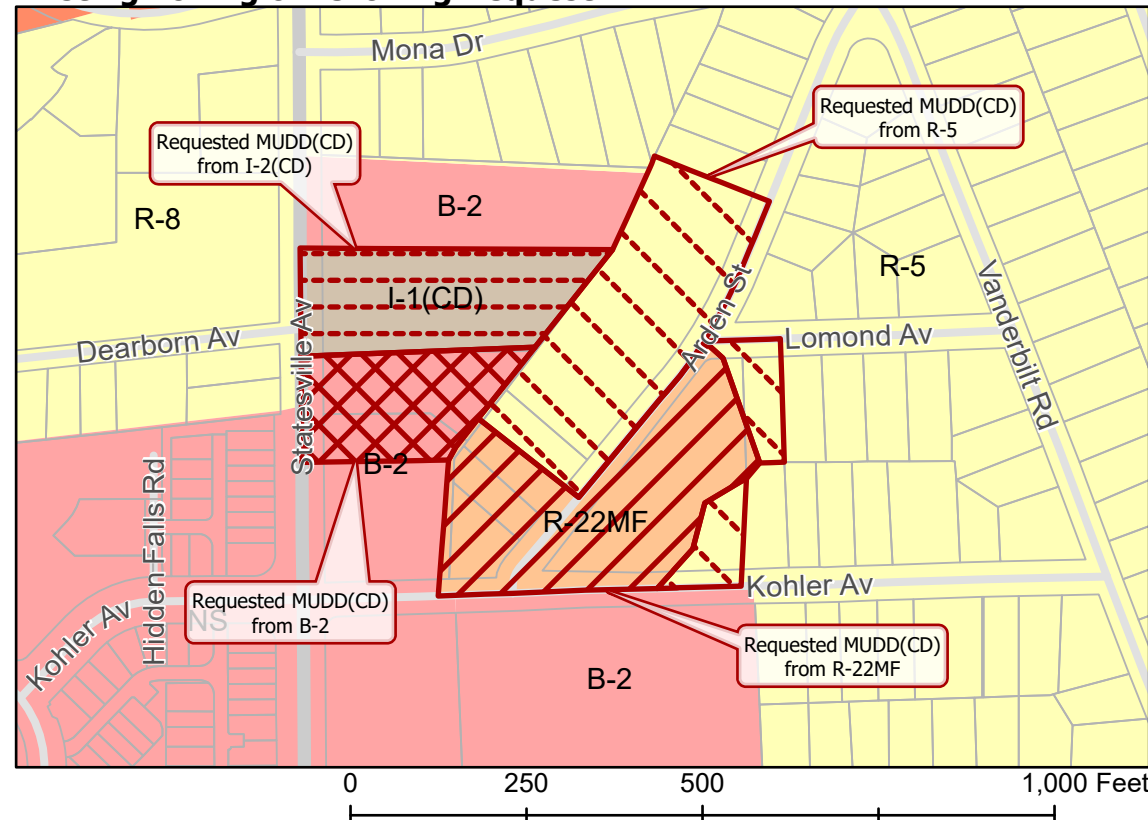 Mona Dr
Requested MUDD(CD)
from R-5
Requested MUDD(CD)
from I-2(CD)
R-8
B-2
R-5
I-1(CD)
Statesville Av
Arden St
Vanderbilt Rd
Dearborn Av
Lomond Av
B-2
Hidden Falls Rd
R-22MF
Kohler Av
Requested MUDD(CD)
from B-2
NS
Kohler Av
Requested MUDD(CD)
from R-22MF
B-2
0 250 500 1,000 Feet